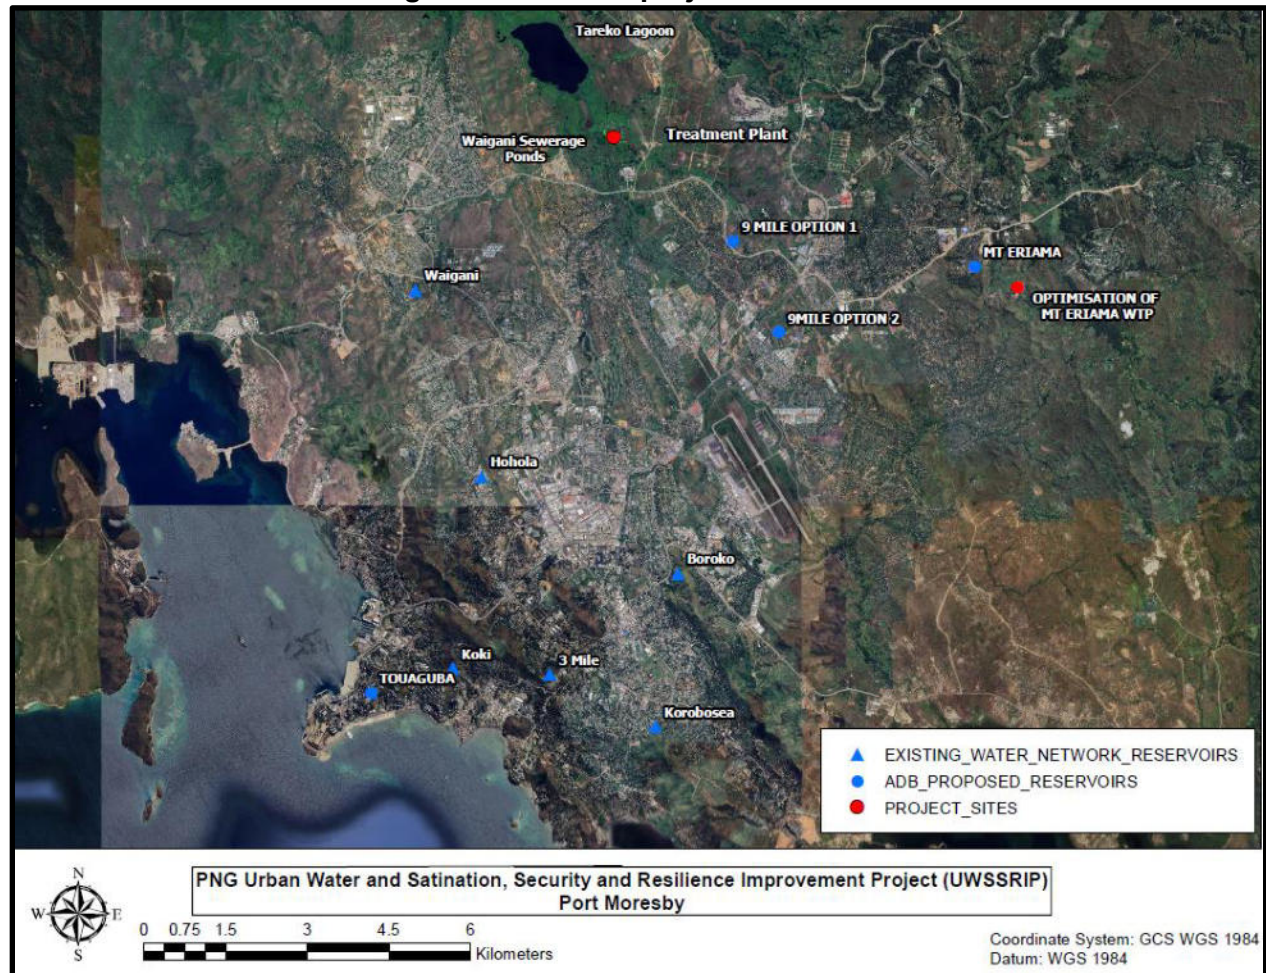 Tareko Lagoon
Waigani Sewerage
Ponds
Treatment Plant
9 MILE OPTION 1
MT ERIAMA
Waigani
OPTIMISATION OF
MT ERIAMA WTP
9MILE OPTION 2
Hohola
Boroko
Koki
3 Mile
TOUAGUBA
Korobosea
EXISTING_WATER_NETWORK_RESERVOIRS
ADB_PROPOSED_RESERVOIRS
PROJECT_SITES
N
W E
S
PNG Urban Water and Satination, Security and Resilience Improvement Project (UWSSRIP)
Port Moresby
0 0.75 1.5 3 4.5 6
Kilometers
Coordinate System: GCS WGS 1984
Datum: WGS 1984